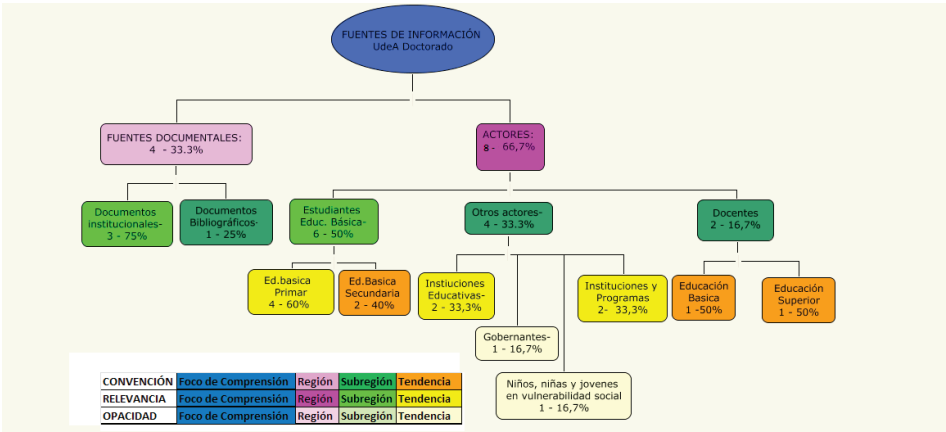 FUENTES DE INFORMACIÓN
UdeA Doctorado
FUENTES DOCUMENTALES:
4 - 33.3%
ACTORES:
8 - 66,7%
Documentos
institucionales-
3 - 75%
Documentos
Bibliográficos-
1 - 25%
Estudiantes
Educ. Básica-
6 - 50%
Otros actores-
4 - 33.3%
Docentes
2 - 16,7%
Ed.basica
Primar
4 - 60%
Ed.Basica
Secundaria
2 - 40%
Instiuciones
Educativas-
2 - 33,3%
Instituciones y
Programas
2- 33,3%
Educación
Basica
1 -50%
Educación
Superior
1 - 50%
Gobernantes-
1 - 16,7%
Niños, niñas y jovenes
en vulnerabilidad social
1 - 16,7%
CONVENCIÓN Foco de Comprensión Región Subregión Tendencia
RELEVANCIA Foco de Comprensión Región Subregión Tendencia
OPACIDAD Foco de Comprensión Región Subregión Tendencia